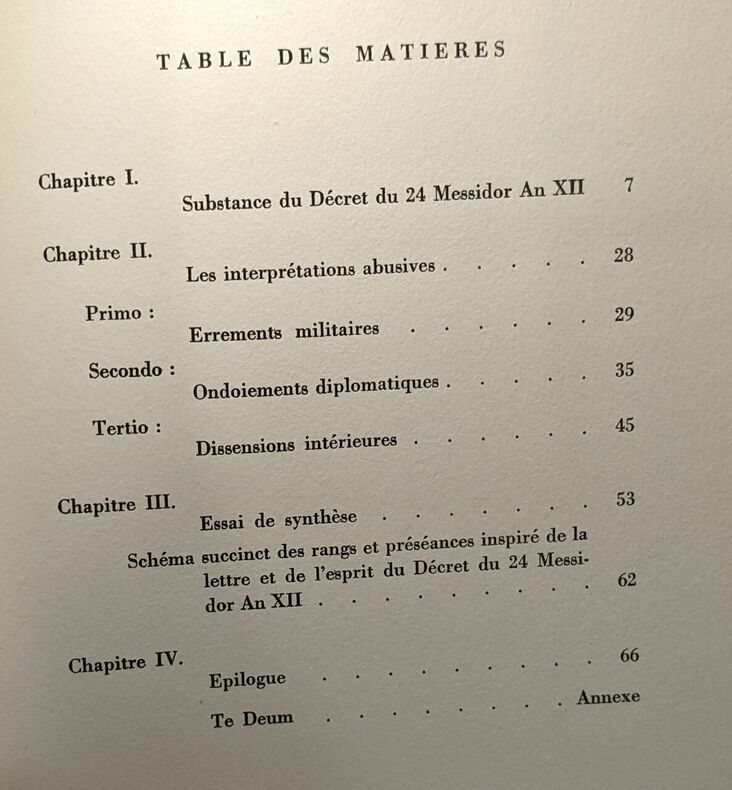 TABLE DES MATIERES
Chapitre I.
Substance du Décret du 24 Messidor An XII 7
Chapitre II.
Les interprétations abusives . . . . . 28
Primo :
Errements militaires . . . . . . 29
Secondo :
Ondoiements diplomatiques . . . . . 35
Tertio :
Dissensions intérieures . . . . . . 45
Chapitre III.
Essai de synthèse . . . . . . . 53
Schéma succinct des rangs et préséances inspiré de la
lettre et de l'esprit du Décret du 24 Messi-
dor An XII . . . . . . . . . 62
Chapitre IV.
Epilogue . . . . . . . . . 66
Te Deum . . . . . . . . Annexe